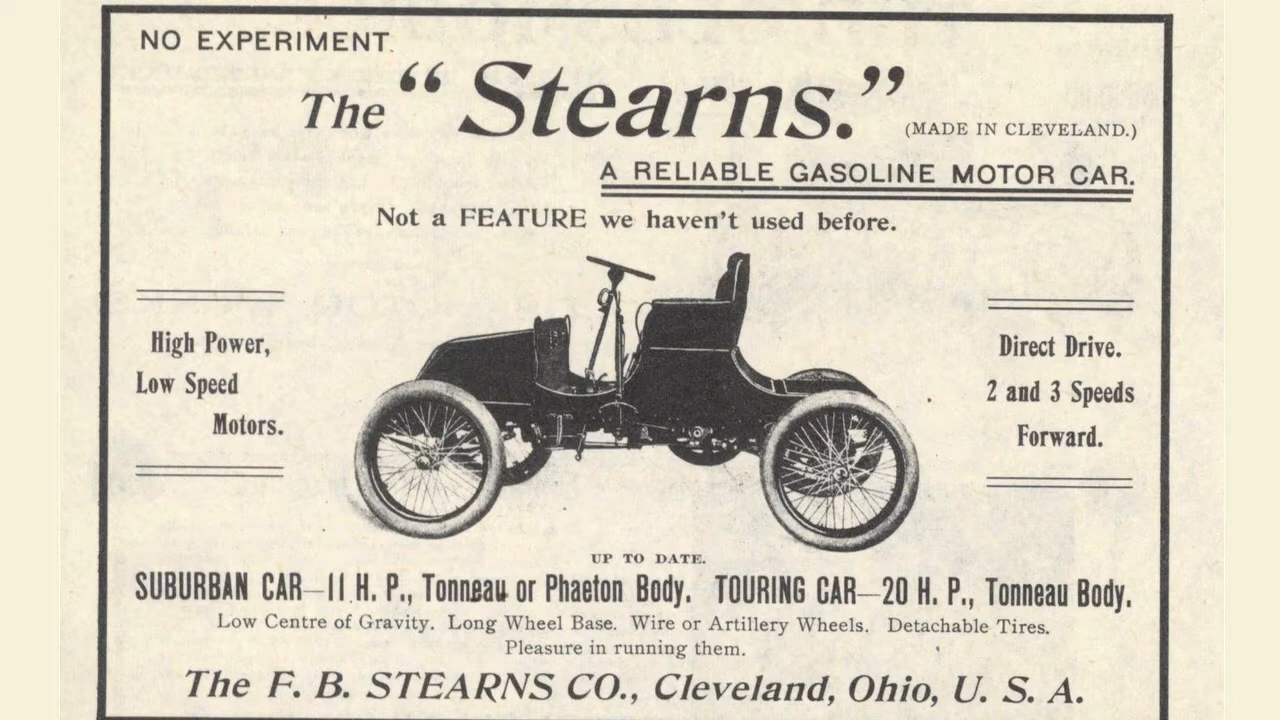 NO EXPERIMENT.
The “Stearns.”
(MADE IN CLEVELAND.)
A RELIABLE GASOLINE MOTOR CAR.
Not a FEATURE we haven't used before.
High Power,
Low Speed
Motors.
Direct Drive.
2 and 3 Speeds
Forward.
UP TO DATE.
SUBURBAN CAR—11 H. P., Tonneau or Phaeton Body. TOURING CAR—20 H. P., Tonneau Body.
Low Centre of Gravity. Long Wheel Base. Wire or Artillery Wheels. Detachable Tires.
Pleasure in running them.
The F. B. STEARNS CO., Cleveland, Ohio, U. S. A.